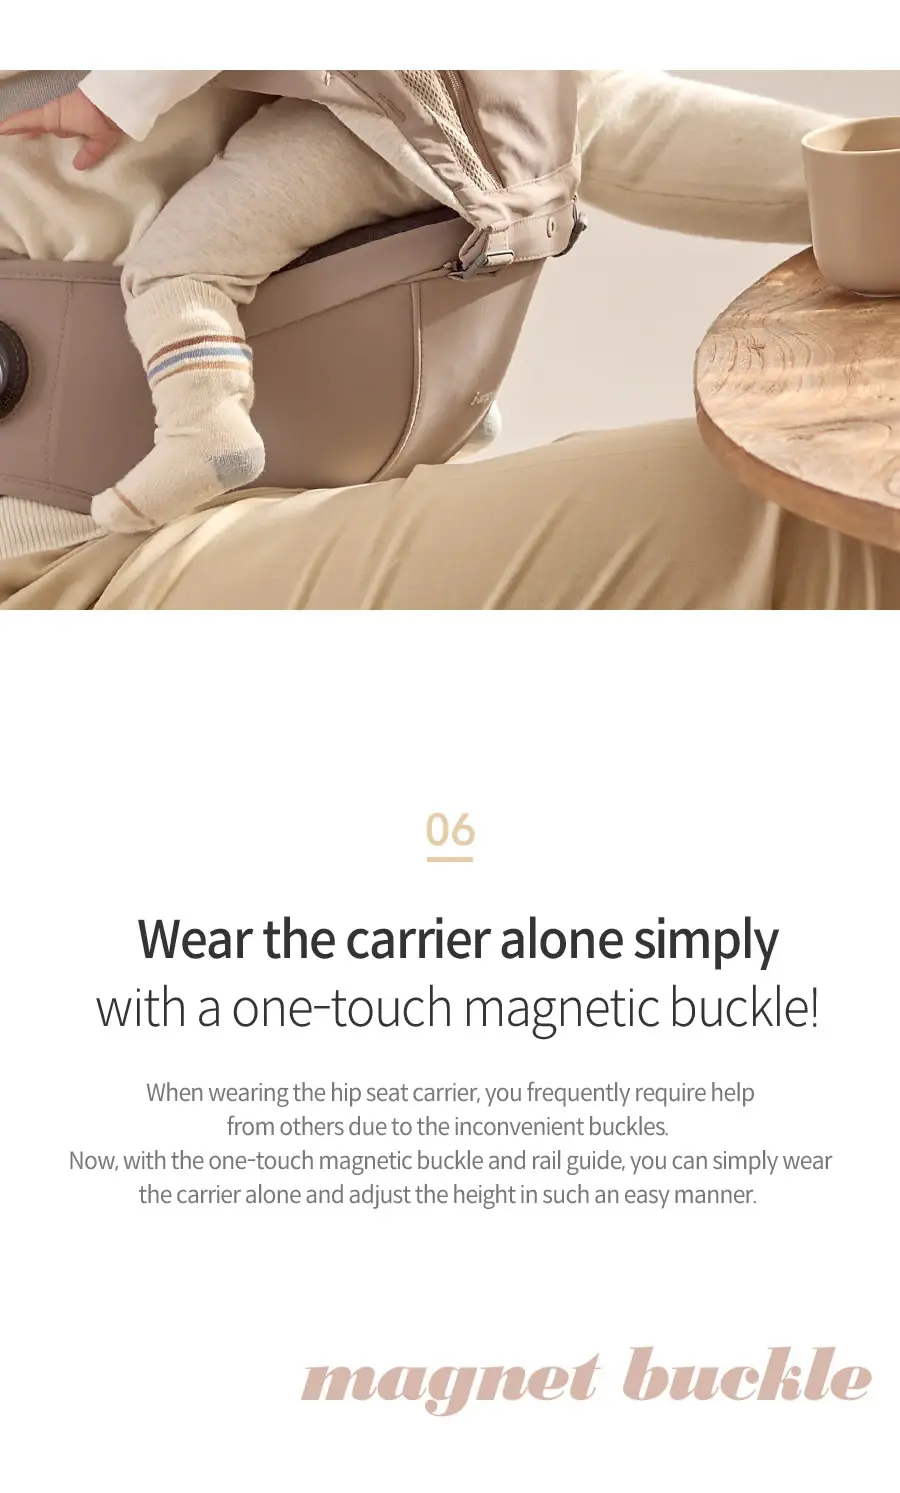 06
Wear the carrier alone simply
with a one-touch magnetic buckle!
When wearing the hip seat carrier, you frequently require help
from others due to the inconvenient buckles.
Now, with the one-touch magnetic buckle and rail guide, you can simply wear
the carrier alone and adjust the height in such an easy manner.
magnet buckle